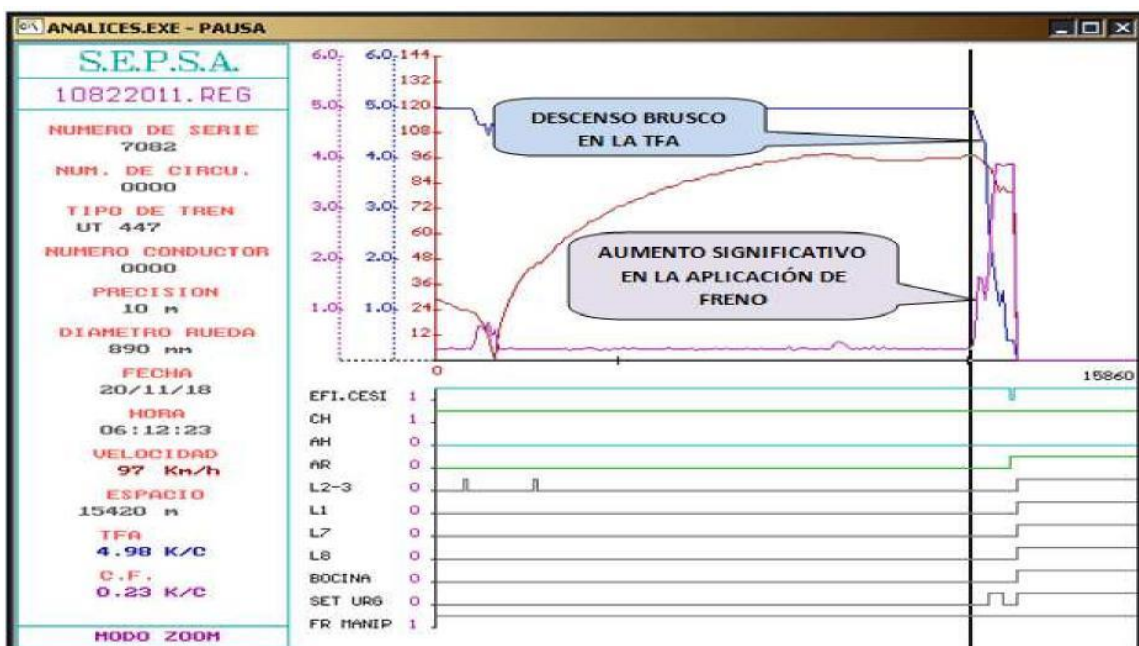 ANALICES.EXE - PAUSA
S.E.P.S.A.
10822011.REG
NUMERO DE SERIE
7082
NUM. DE CIRCU.
0000
TIPO DE TREN
UT 447
NUMERO CONDUCTOR
0000
PRECISION
10 m
DIAMETRO RUEDA
890 mm
FECHA
20/11/18
HORA
06:12:23
VELOCIDAD
97 Km/h
ESPACIO
15420 m
TFA
4.98 K/C
C.F.
0.23 K/C
MODO ZOOM
6.0 6.0 144
132
5.0 5.0 120
108
4.0 4.0 96
84
3.0 3.0 72
60
2.0 2.0 48
36
1.0 1.0 24
12
0
15860
DESCENSO BRUSCO
EN LA TFA
AUMENTO SIGNIFICATIVO
EN LA APLICACIÓN DE
FRENO
EFI.CESI 1
CH 1
AH 0
AR 0
L2-3 0
L1 0
L7 0
L8 0
BOCINA 0
SET URG 0
FR MANIP 1